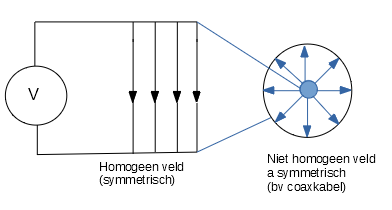 V
Homogeen veld
(symmetrisch)
Niet homogeen veld
a symmetrisch
(bv coaxkabel)